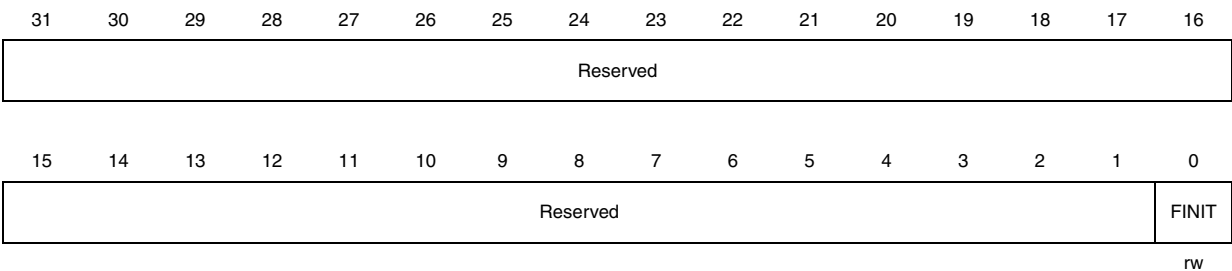 31 30 29 28 27 26 25 24 23 22 21 20 19 18 17 16
Reserved
15 14 13 12 11 10 9 8 7 6 5 4 3 2 1 0
Reserved FINIT
rw